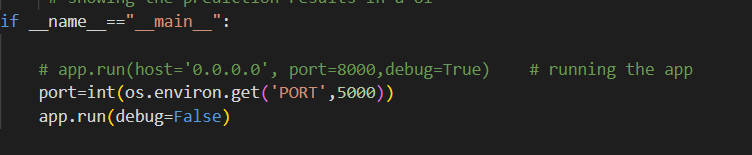 # showing the prediction results in a UI
if __name__=="__main__":
# app.run(host='0.0.0.0', port=8000,debug=True)    # running the app
port=int(os.environ.get('PORT',5000))
app.run(debug=False)